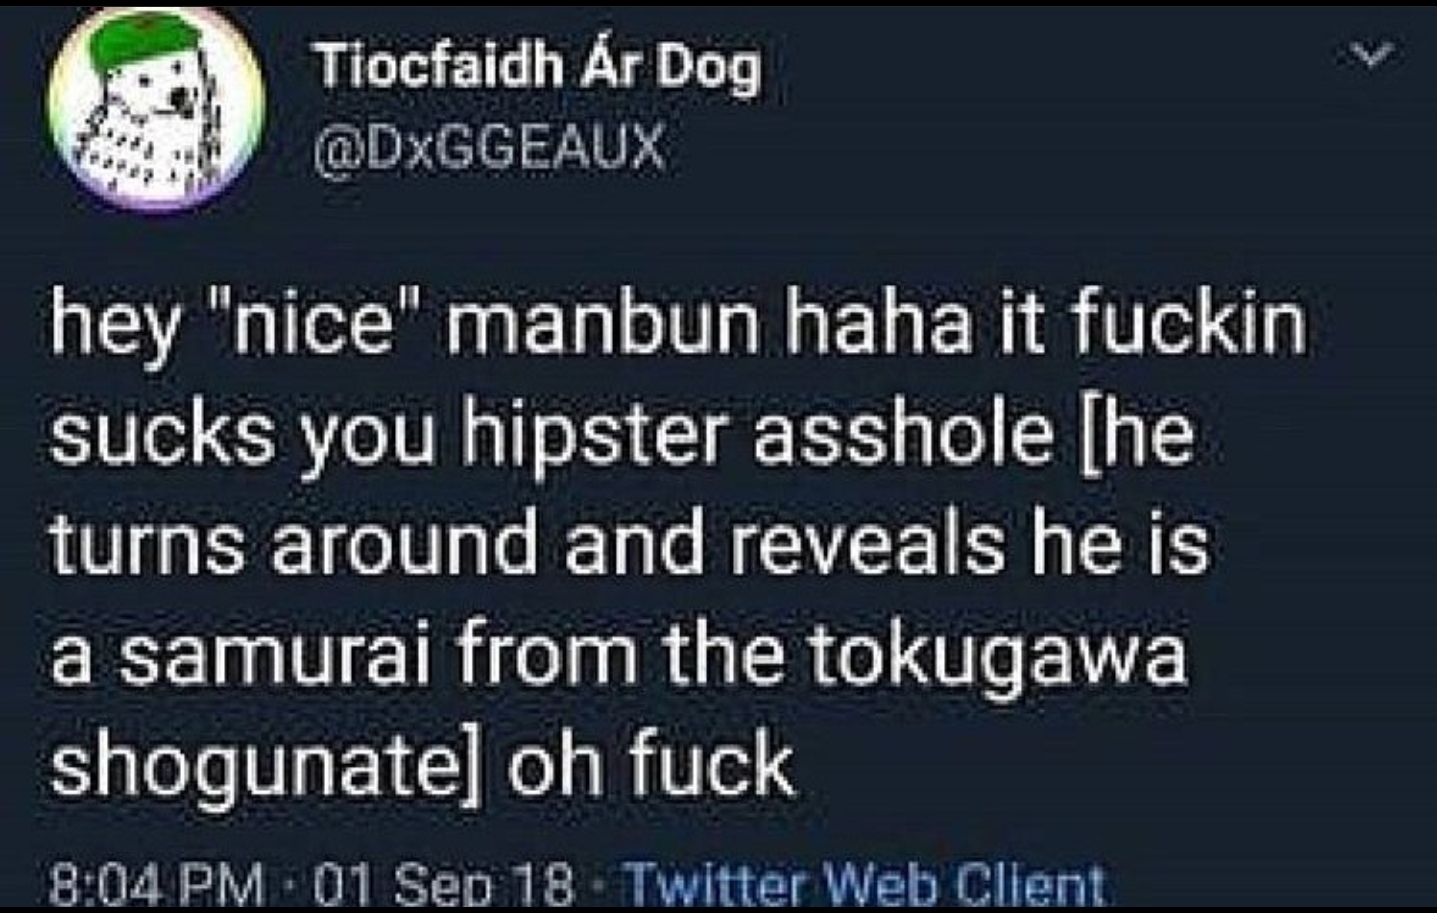 Tiocfaidh Ár Dog
@DxGGEAUX
hey "nice" manbun haha it fuckin
sucks you hipster asshole [he
turns around and reveals he is
a samurai from the tokugawa
shogunate] oh fuck
8:04 PM · 01 Sep 18 · Twitter Web Client